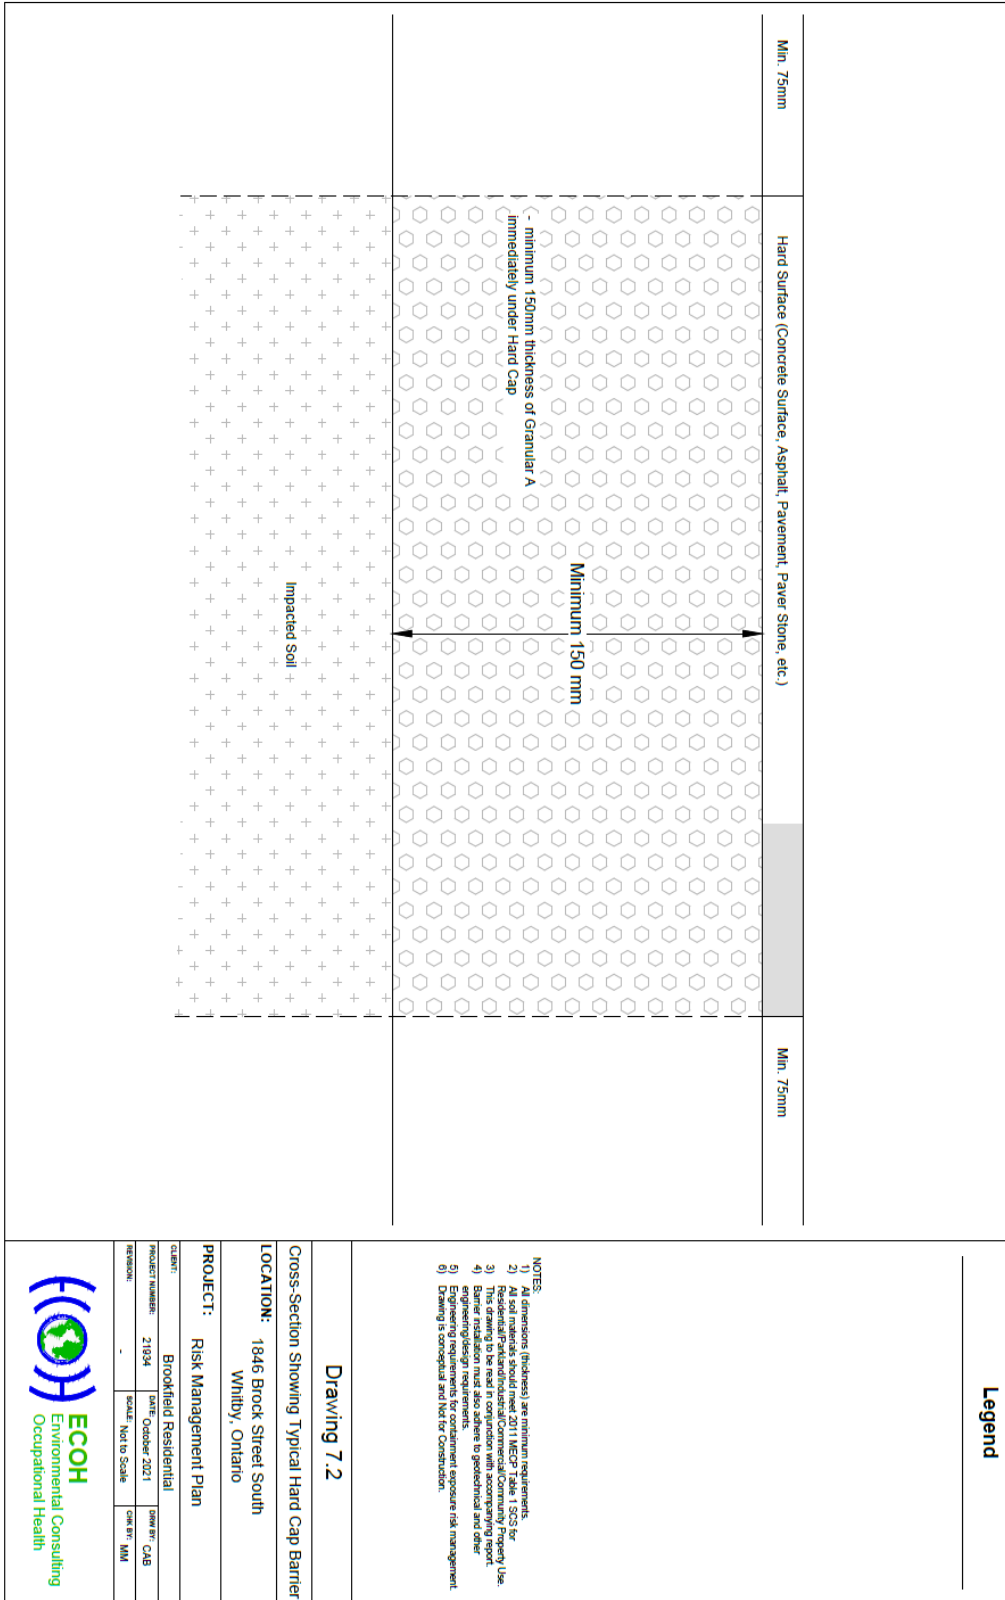 Min. 75mm
Hard Surface (Concrete Surface, Asphalt, Pavement, Paver Stone, etc.)
Min. 75mm
- minimum 150mm thickness of Granular A
immediately under Hard Cap
Minimum 150 mm
Impacted Soil
Legend
NOTES:
1) All dimensions (thickness) are minimum requirements.
2) All soil materials should meet 2011 MECP Table 1 SCS for
Residential/Parkland/Industrial/Commercial/Community Property Use.
3) This drawing to be read in conjunction with accompanying report.
4) Barrier installation must also adhere to geotechnical and other
engineering/design requirements.
5) Engineering requirements for containment exposure risk management.
6) Drawing is conceptual and Not for Construction.
Drawing 7.2
Cross-Section Showing Typical Hard Cap Barrier
LOCATION: 1846 Brock Street South
Whitby, Ontario
PROJECT: Risk Management Plan
CLIENT: Brookfield Residential
PROJECT NUMBER: 21934 DATE: October 2021 DRW BY: CAB
REVISION: - SCALE: Not to Scale CHK BY: MM
ECOH
Environmental Consulting
Occupational Health